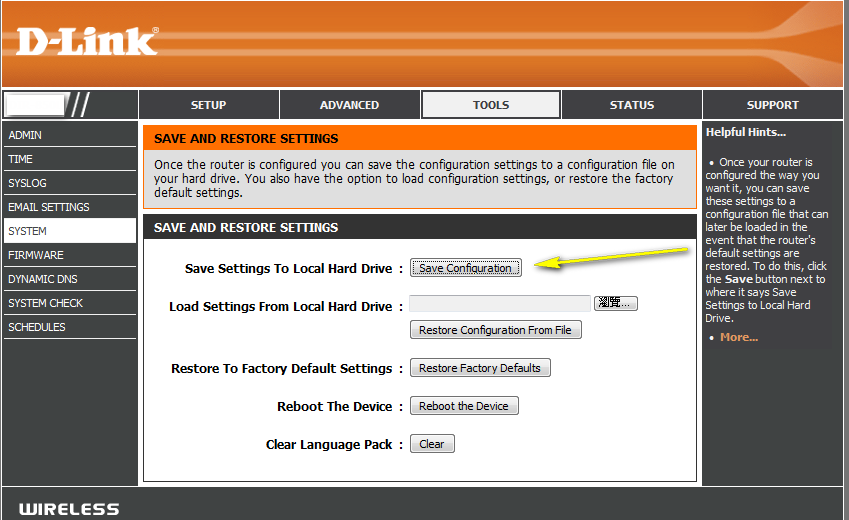 D-Link®
SETUP
ADVANCED
TOOLS
STATUS
SUPPORT
ADMIN
TIME
SYSLOG
EMAIL SETTINGS
SYSTEM
FIRMWARE
DYNAMIC DNS
SYSTEM CHECK
SCHEDULES
SAVE AND RESTORE SETTINGS
Once the router is configured you can save the configuration settings to a configuration file on
your hard drive. You also have the option to load configuration settings, or restore the factory
default settings.
SAVE AND RESTORE SETTINGS
Save Settings To Local Hard Drive : Save Configuration
Load Settings From Local Hard Drive : 瀏覽...
Restore Configuration From File
Restore To Factory Default Settings : Restore Factory Defaults
Reboot The Device : Reboot the Device
Clear Language Pack : Clear
Helpful Hints...
• Once your router is
configured the way you
want it, you can save
these settings to a
configuration file that can
later be loaded in the
event that the router's
default settings are
restored. To do this, click
the Save button next to
where it says Save
Settings to Local Hard
Drive.
• More...
WIRELESS